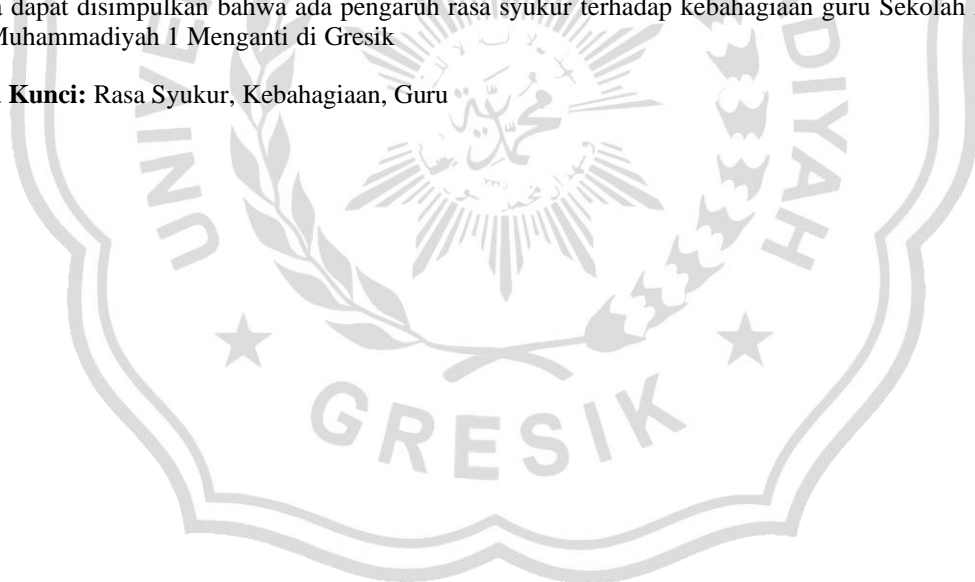 dapat disimpulkan bahwa ada pengaruh rasa syukur terhadap kebahagiaan guru Sekolah
Muhammadiyah 1 Menganti di Gresik
Kunci: Rasa Syukur, Kebahagiaan, Guru
GRESIK